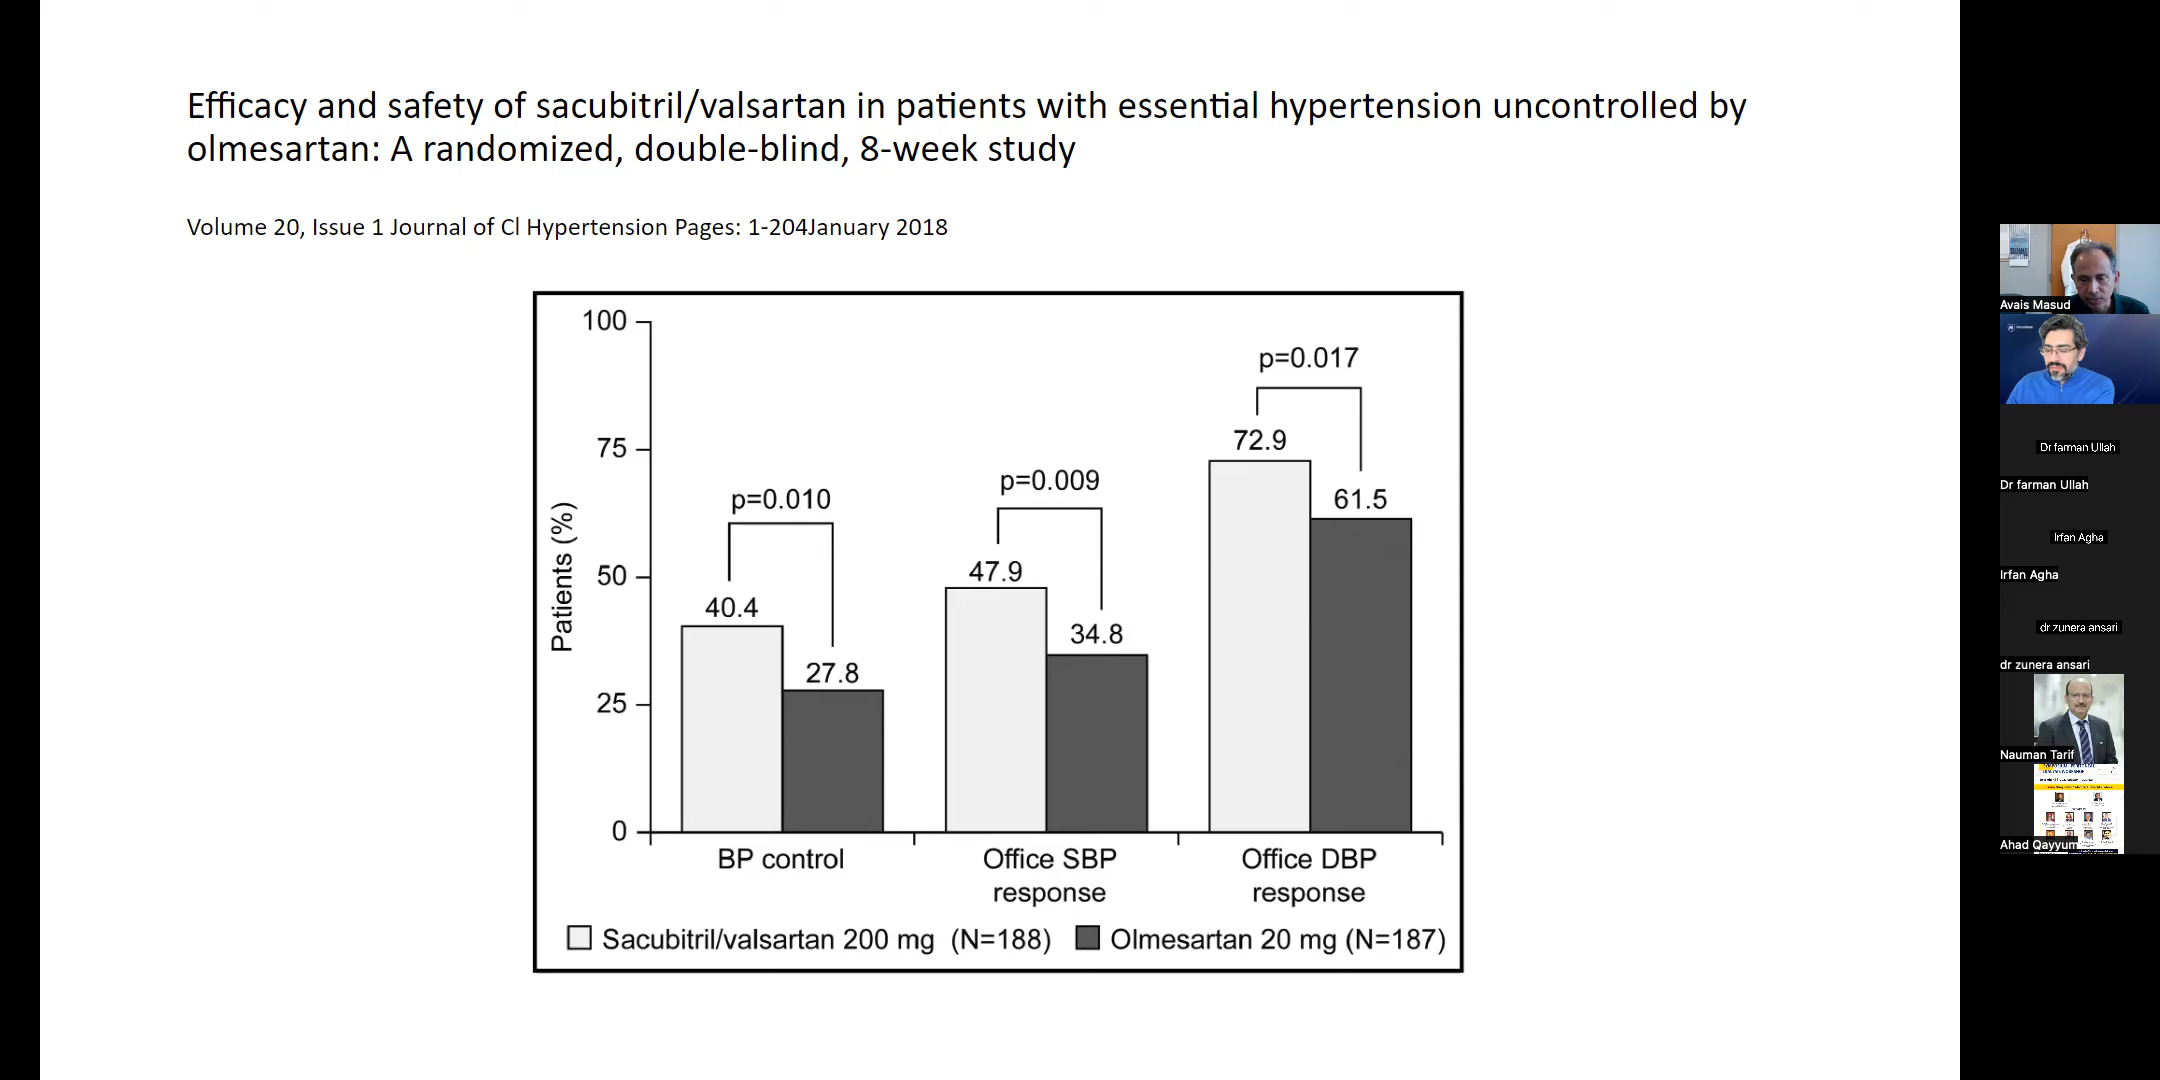 Efficacy and safety of sacubitril/valsartan in patients with essential hypertension uncontrolled by
olmesartan: A randomized, double-blind, 8-week study
Volume 20, Issue 1 Journal of Cl Hypertension Pages: 1-204January 2018
100
75
50
25
0
Patients (%)
p=0.010
40.4
27.8
p=0.009
47.9
34.8
p=0.017
72.9
61.5
BP control
Office SBP
response
Office DBP
response
Sacubitril/valsartan 200 mg (N=188)
Olmesartan 20 mg (N=187)
Avais Masud
Dr farman Ullah
Dr farman Ullah
Irfan Agha
Irfan Agha
dr zunera ansari
dr zunera ansari
Nauman Tarif
Ahad Qayyum